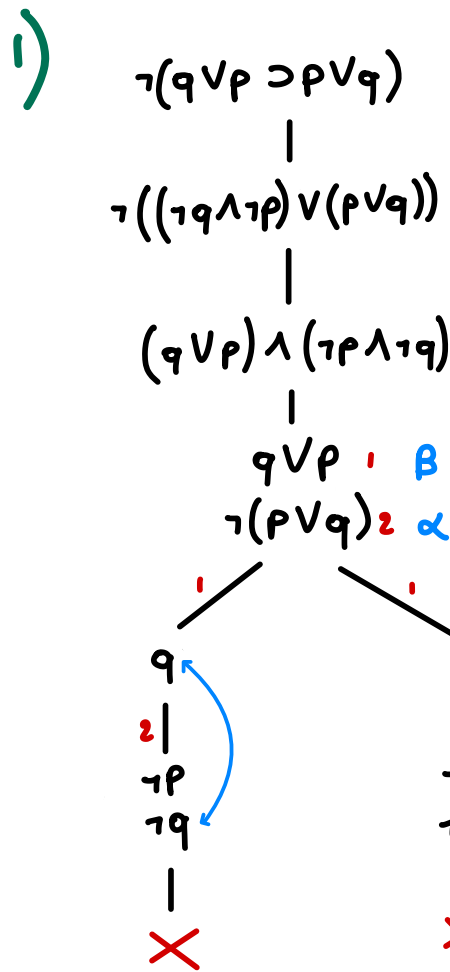 1)
¬(q∨p ⊃ p∨q)
¬((¬q∧¬p)∨(p∨q))
(q∨p)∧(¬p∧¬q)
q∨p 1 β
¬(p∨q) 2 α
1 1
q
2
¬p ¬
¬q ¬